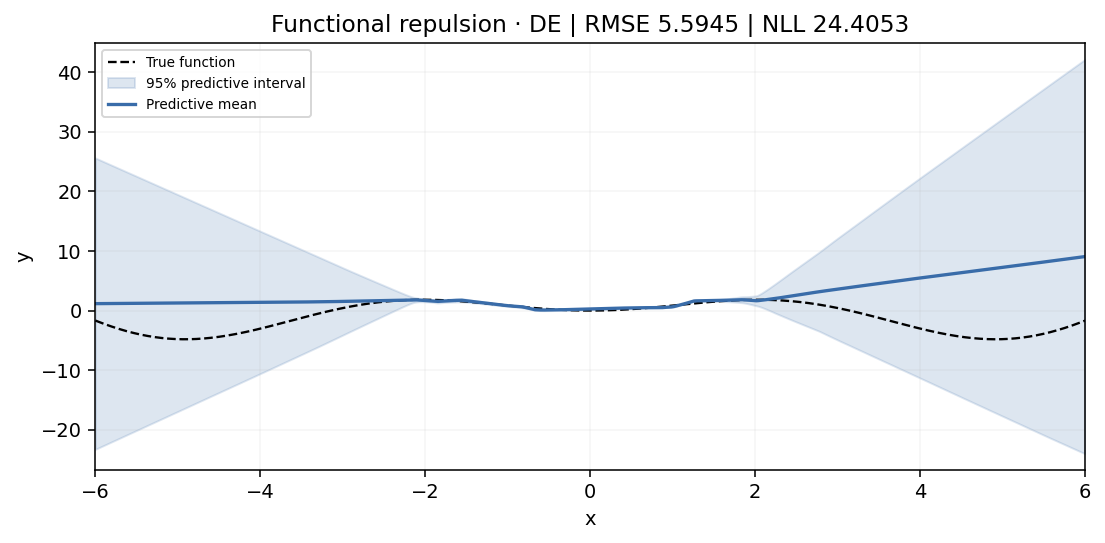 Functional repulsion · DE | RMSE 5.5945 | NLL 24.4053
True function
95% predictive interval
Predictive mean
y
40
30
20
10
0
−10
−20
−6
−4
−2
0
2
4
6
x